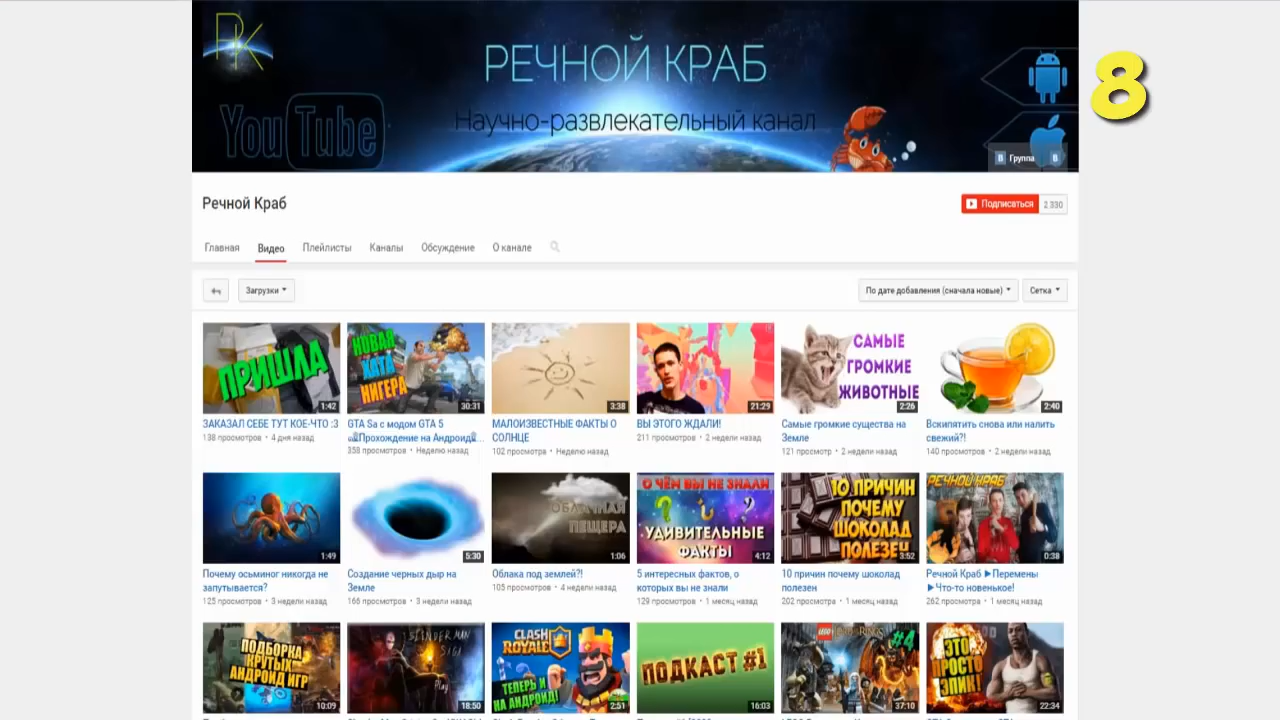 РК
РЕЧНОЙ КРАБ
8
You Tube
Научно-развлекательный канал
В Группа В
Речной Краб
Подписаться 2 330
Главная Видео Плейлисты Каналы Обсуждение О канале
Загрузки По дате добавления (сначала новые) Сетка
ПРИШЛА
1:42
НОВАЯ
ХАТА
НИГЕРА
30:31
3:38
21:29
САМЫЕ
ГРОМКИЕ
ЖИВОТНЫЕ
2:26
2:40
ЗАКАЗАЛ СЕБЕ ТУТ КОЕ-ЧТО :3
138 просмотров • 4 дня назад
GTA Sa с модом GTA 5
Прохождение на Андроид
358 просмотров • Неделю назад
МАЛОИЗВЕСТНЫЕ ФАКТЫ О
СОЛНЦЕ
102 просмотра • Неделю назад
ВЫ ЭТОГО ЖДАЛИ!
211 просмотров • 2 недели назад
Самые громкие существа на
Земле
121 просмотр • 2 недели назад
Вскипятить снова или налить
свежий?!
140 просмотров • 2 недели назад
1:49
5:30
ОБЛАЧНАЯ
ПЕЩЕРА
1:06
О ЧЁМ ВЫ НЕ ЗНАЛИ
УДИВИТЕЛЬНЫЕ
ФАКТЫ
4:12
10 ПРИЧИН
ПОЧЕМУ
ШОКОЛАД
ПОЛЕЗЕН
3:52
РЕЧНОЙ КРАБ
0:38
Почему осьминог никогда не
запутывается?
125 просмотров • 3 недели назад
Создание черных дыр на
Земле
166 просмотров • 3 недели назад
Облака под землей?!
105 просмотров • 4 недели назад
5 интересных фактов, о
которых вы не знали
129 просмотров • 1 месяц назад
10 причин почему шоколад
полезен
202 просмотра • 1 месяц назад
Речной Краб ►Перемены
►Что-то новенькое!
262 просмотра • 1 месяц назад
ПОДБОРКА
КРУТЫХ
АНДРОИД ИГР
10:09
SLENDERMAN
SAGA
Play
18:50
CLASH
ROYALE
ТЕПЕРЬ И
НА ANDROID!
2:51
ПОДКАСТ #1
16:03
LEGO
#4
37:10
ЭТО
ПРОСТО
ЭПИК!
22:34